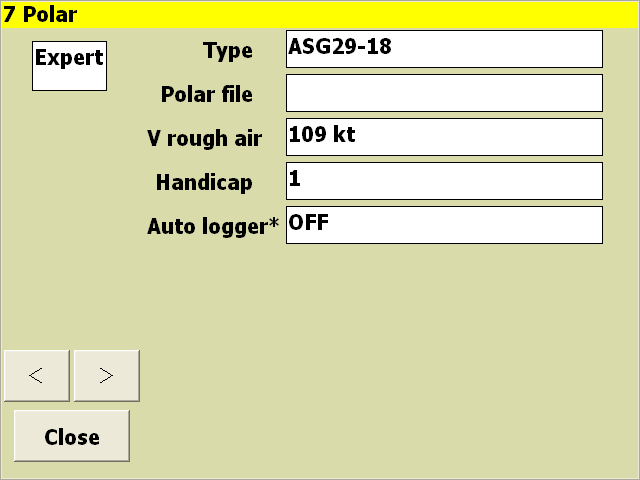 7 Polar
Expert
Type ASG29-18
Polar file
V rough air 109 kt
Handicap 1
Auto logger* OFF
< >
Close